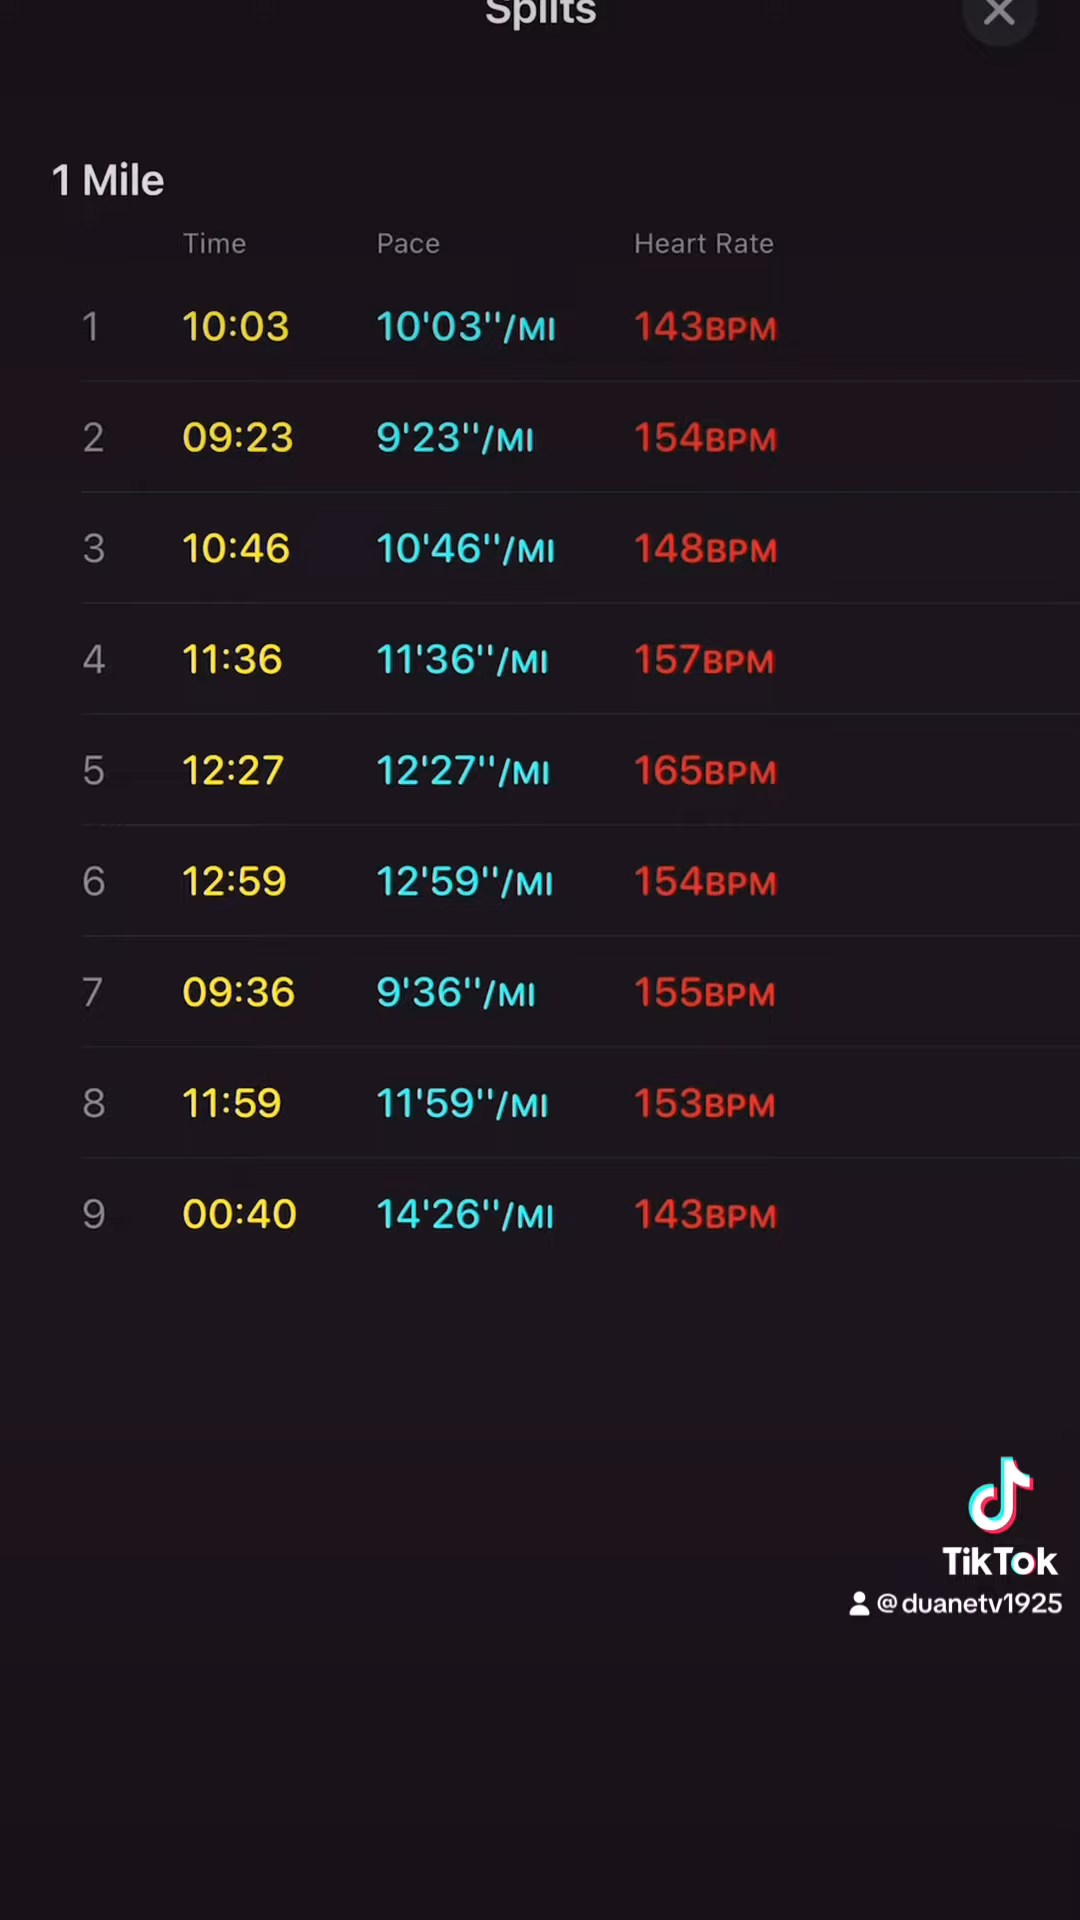 Splits
1 Mile
Time Pace Heart Rate
1 10:03 10'03''/MI 143BPM
2 09:23 9'23''/MI 154BPM
3 10:46 10'46''/MI 148BPM
4 11:36 11'36''/MI 157BPM
5 12:27 12'27''/MI 165BPM
6 12:59 12'59''/MI 154BPM
7 09:36 9'36''/MI 155BPM
8 11:59 11'59''/MI 153BPM
9 00:40 14'26''/MI 143BPM
TikTok
@duanetv1925